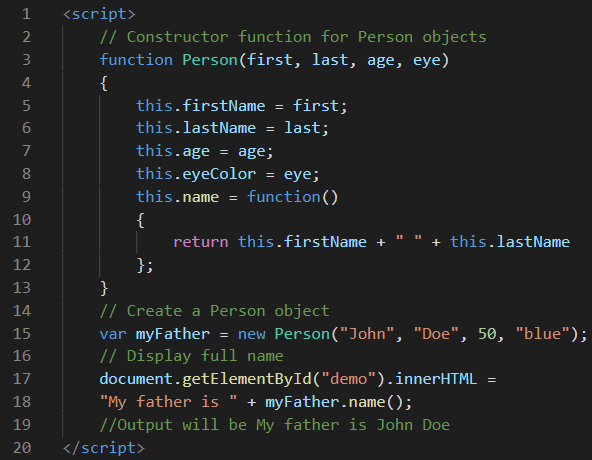 1 <script>
2 // Constructor function for Person objects
3 function Person(first, last, age, eye)
4 {
5 this.firstName = first;
6 this.lastName = last;
7 this.age = age;
8 this.eyeColor = eye;
9 this.name = function()
10 {
11 return this.firstName + " " + this.lastName
12 };
13 }
14 // Create a Person object
15 var myFather = new Person("John", "Doe", 50, "blue");
16 // Display full name
17 document.getElementById("demo").innerHTML =
18 "My father is " + myFather.name();
19 //Output will be My father is John Doe
20 </script>